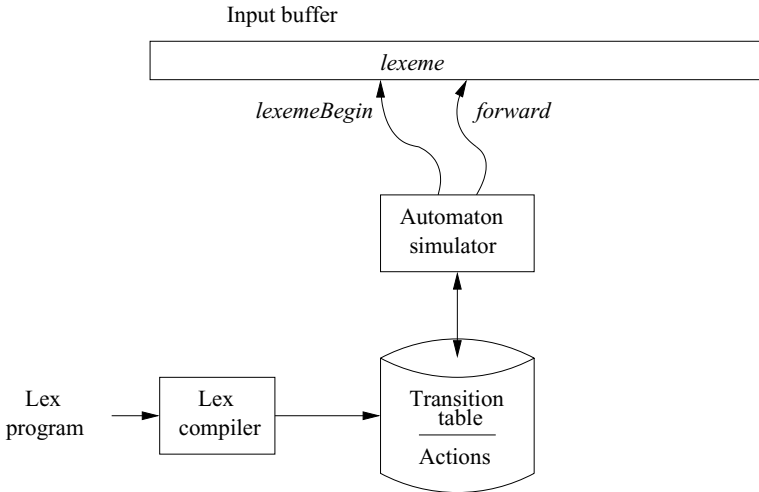 Input buffer
lexeme
lexemeBegin
forward
Automaton
simulator
Lex
program
Lex
compiler
Transition
table
Actions